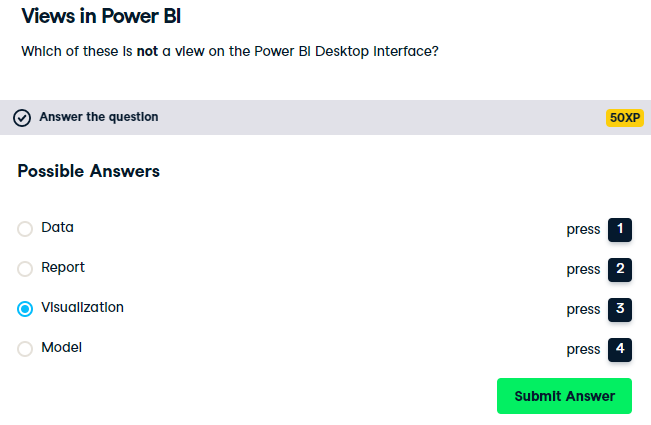 Views in Power BI
Which of these is not a view on the Power BI Desktop interface?
Answer the question
50XP
Possible Answers
Data press 1
Report press 2
Visualization press 3
Model press 4
Submit Answer